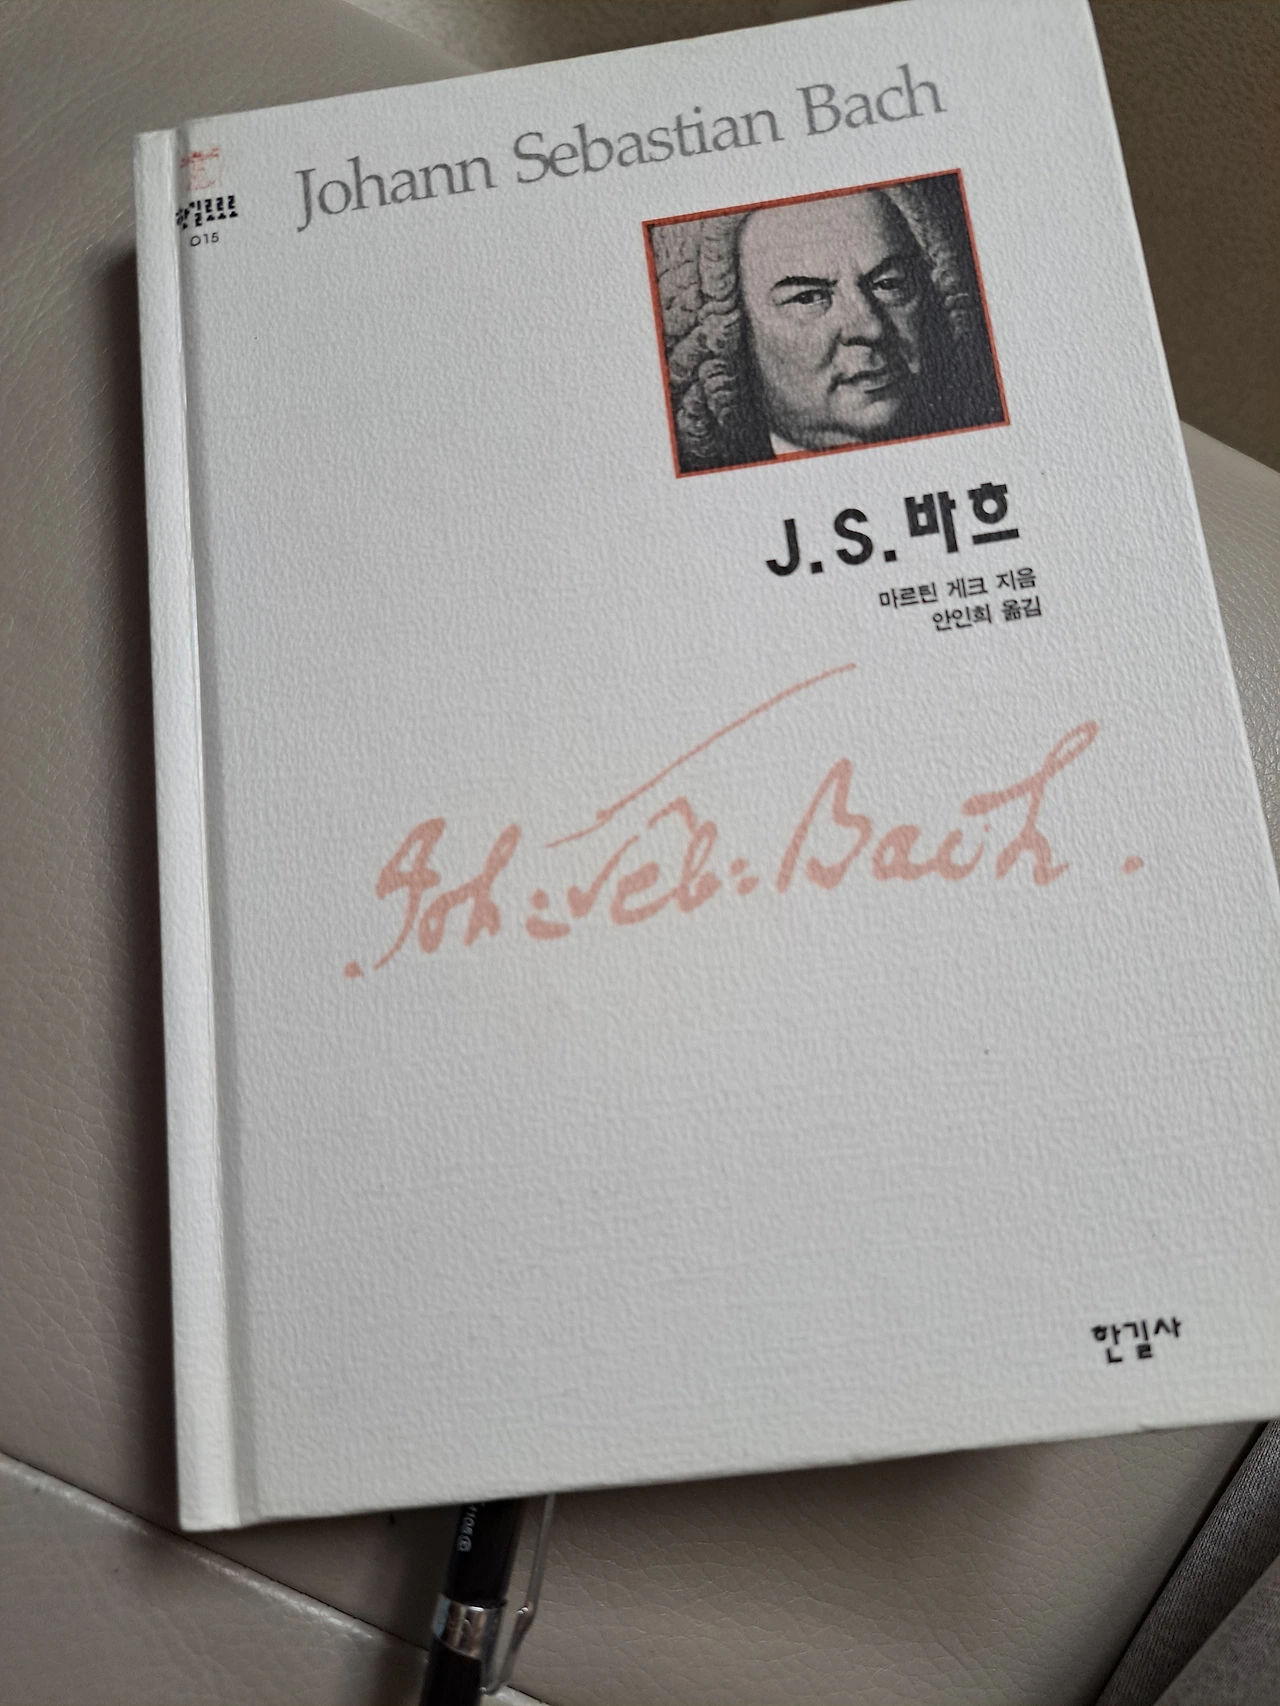 Johann Sebastian Bach
한길로로로
015
J.S.바흐
마르틴 게크 지음
안인희 옮김
Joh: Seb: Bach.
한길사